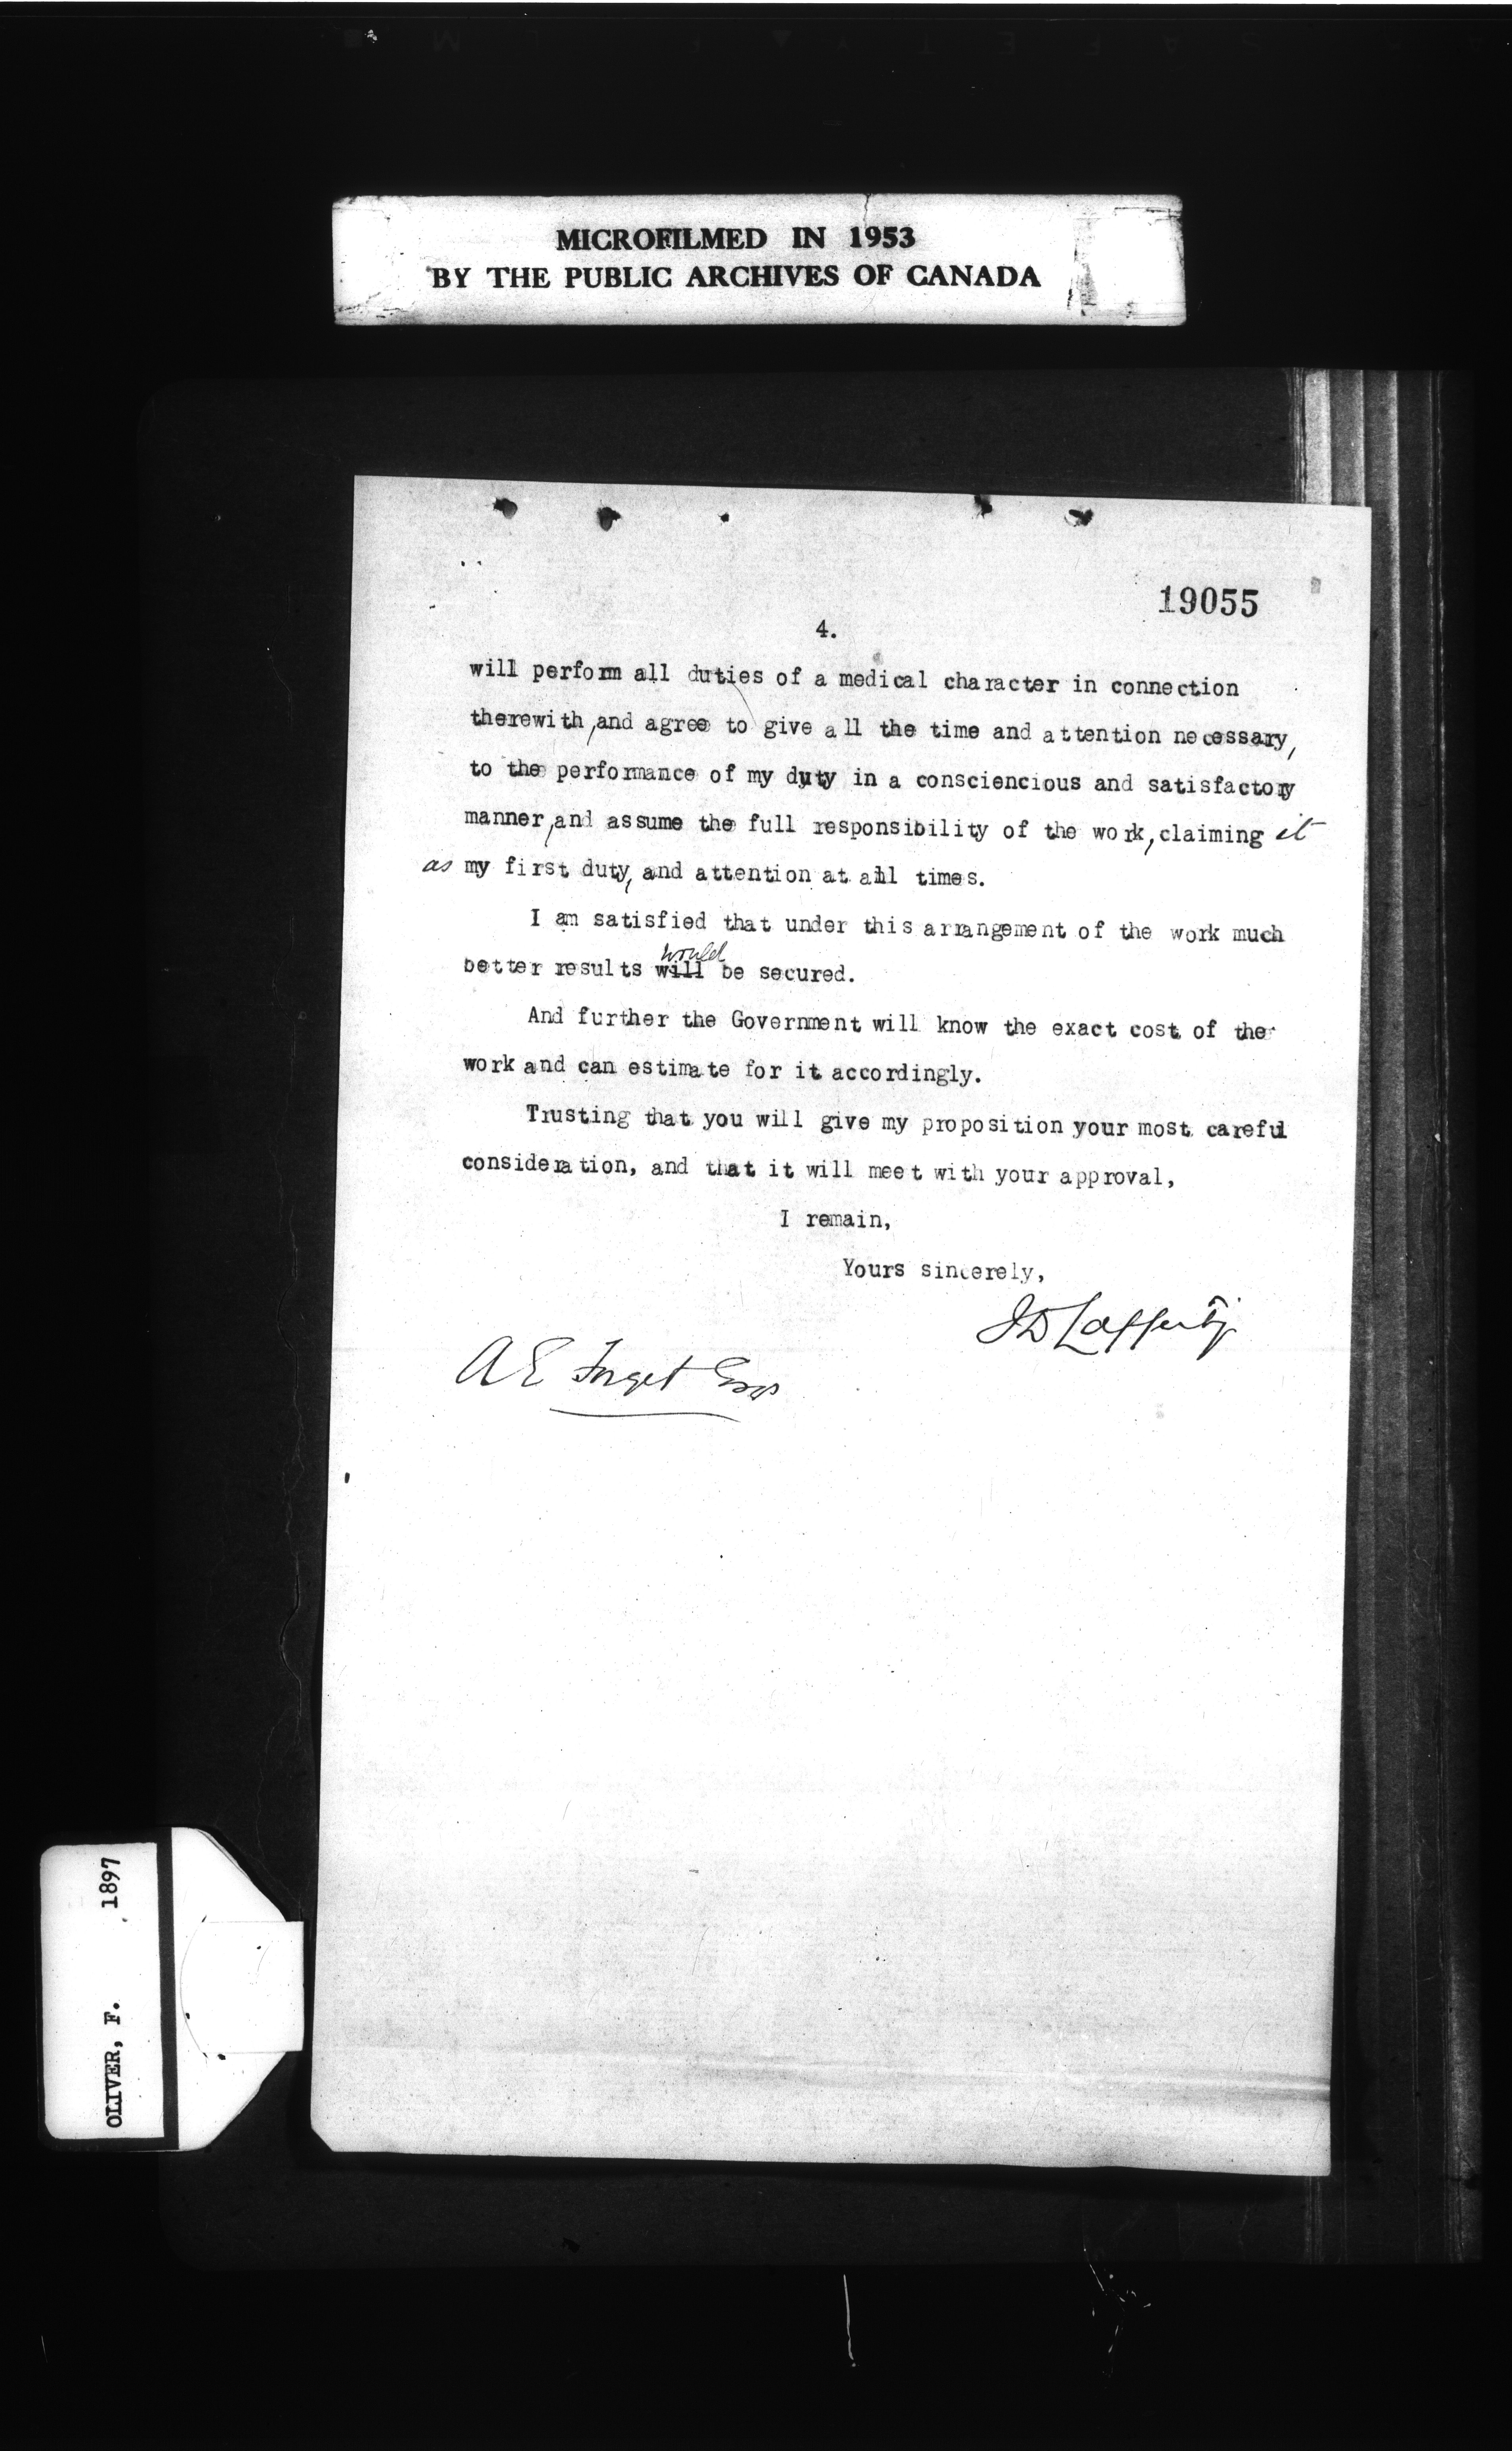 MICROFILMED IN 1953
BY THE PUBLIC ARCHIVES OF CANADA
19055
4.
will perform all duties of a medical character in connection
therewith, and agree to give all the time and attention necessary,
to the performance of my duty in a consciencious and satisfactory
manner, and assume the full responsibility of the work, claiming it
as my first duty, and attention at all times.
I am satisfied that under this arrangement of the work much
would
better results will be secured.
And further the Government will know the exact cost of the
work and can estimate for it accordingly.
Trusting that you will give my proposition your most careful
consideration, and that it will meet with your approval,
I remain,
Yours sincerely,
JD Lafferty
A E Forget Esq
OLIVER, F. 1897